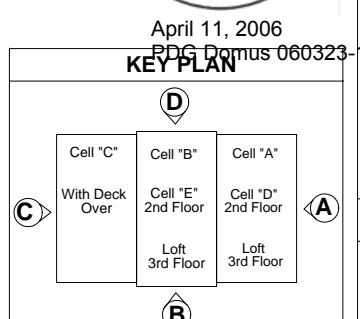 April 11, 2006
PDG Domus 060323-1
KEY PLAN
D
Cell "C"
With Deck
Over
Cell "B"
Cell "E"
2nd Floor
Loft
3rd Floor
Cell "A"
Cell "D"
2nd Floor
Loft
3rd Floor
C
A
B